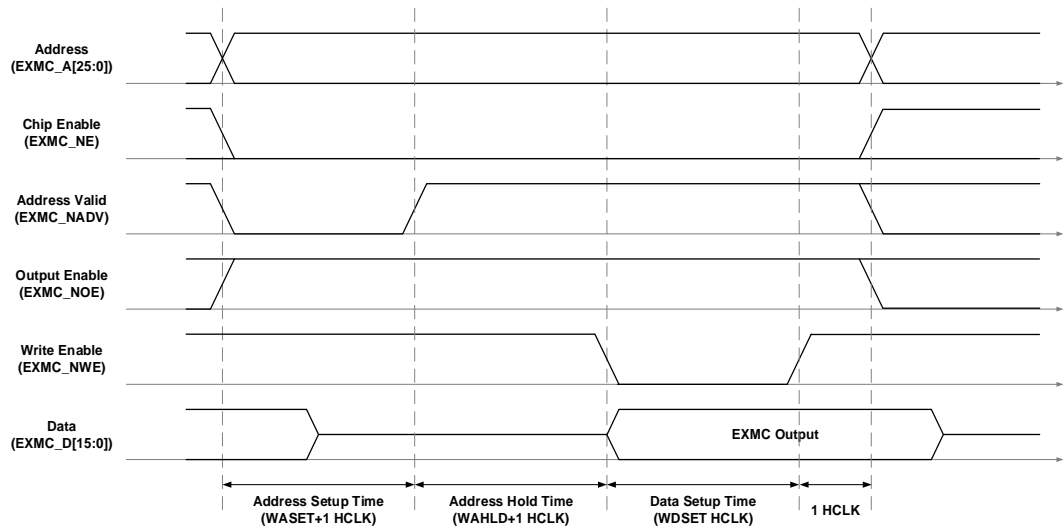 Address
(EXMC_A[25:0])
Chip Enable
(EXMC_NE)
Address Valid
(EXMC_NADV)
Output Enable
(EXMC_NOE)
Write Enable
(EXMC_NWE)
Data
(EXMC_D[15:0])
EXMC Output
Address Setup Time
(WASET+1 HCLK)
Address Hold Time
(WAHLD+1 HCLK)
Data Setup Time
(WDSET HCLK)
1 HCLK